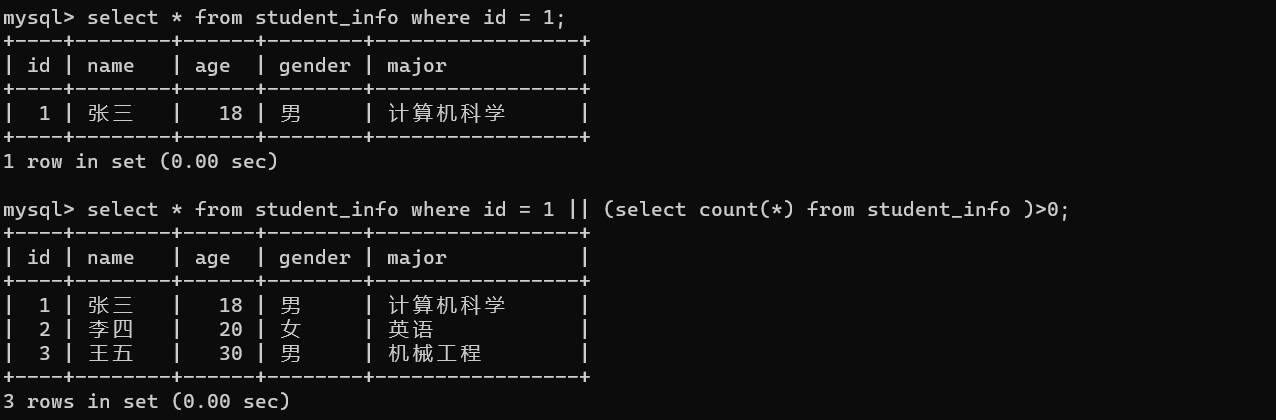 mysql> select * from student_info where id = 1;
+----+--------+------+--------+-----------------+
| id | name   | age  | gender | major           |
+----+--------+------+--------+-----------------+
|  1 | 张三   |   18 | 男     | 计算机科学      |
+----+--------+------+--------+-----------------+
1 row in set (0.00 sec)
mysql> select * from student_info where id = 1 || (select count(*) from student_info )>0;
+----+--------+------+--------+-----------------+
| id | name   | age  | gender | major           |
+----+--------+------+--------+-----------------+
|  1 | 张三   |   18 | 男     | 计算机科学      |
|  2 | 李四   |   20 | 女     | 英语            |
|  3 | 王五   |   30 | 男     | 机械工程        |
+----+--------+------+--------+-----------------+
3 rows in set (0.00 sec)